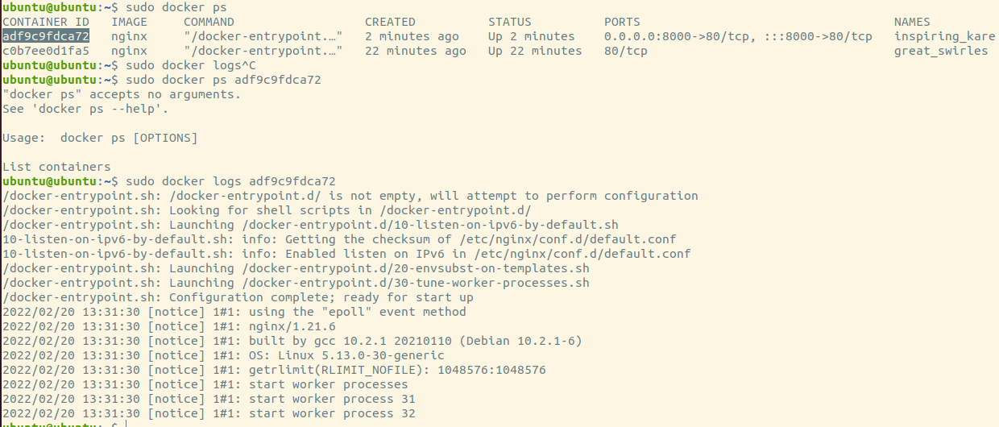 ubuntu@ubuntu:~$ sudo docker ps
CONTAINER ID   IMAGE     COMMAND                  CREATED          STATUS          PORTS                                   NAMES
adf9c9fdca72   nginx     "/docker-entrypoint.…"   2 minutes ago    Up 2 minutes    0.0.0.0:8000->80/tcp, :::8000->80/tcp   inspiring_kare
c0b7ee0d1fa5   nginx     "/docker-entrypoint.…"   22 minutes ago   Up 22 minutes   80/tcp                                  great_swirles
ubuntu@ubuntu:~$ sudo docker logs^C
ubuntu@ubuntu:~$ sudo docker ps adf9c9fdca72
"docker ps" accepts no arguments.
See 'docker ps --help'.

Usage:  docker ps [OPTIONS]

List containers
ubuntu@ubuntu:~$ sudo docker logs adf9c9fdca72
/docker-entrypoint.sh: /docker-entrypoint.d/ is not empty, will attempt to perform configuration
/docker-entrypoint.sh: Looking for shell scripts in /docker-entrypoint.d/
/docker-entrypoint.sh: Launching /docker-entrypoint.d/10-listen-on-ipv6-by-default.sh
10-listen-on-ipv6-by-default.sh: info: Getting the checksum of /etc/nginx/conf.d/default.conf
10-listen-on-ipv6-by-default.sh: info: Enabled listen on IPv6 in /etc/nginx/conf.d/default.conf
/docker-entrypoint.sh: Launching /docker-entrypoint.d/20-envsubst-on-templates.sh
/docker-entrypoint.sh: Launching /docker-entrypoint.d/30-tune-worker-processes.sh
/docker-entrypoint.sh: Configuration complete; ready for start up
2022/02/20 13:31:30 [notice] 1#1: using the "epoll" event method
2022/02/20 13:31:30 [notice] 1#1: nginx/1.21.6
2022/02/20 13:31:30 [notice] 1#1: built by gcc 10.2.1 20210110 (Debian 10.2.1-6)
2022/02/20 13:31:30 [notice] 1#1: OS: Linux 5.13.0-30-generic
2022/02/20 13:31:30 [notice] 1#1: getrlimit(RLIMIT_NOFILE): 1048576:1048576
2022/02/20 13:31:30 [notice] 1#1: start worker processes
2022/02/20 13:31:30 [notice] 1#1: start worker process 31
2022/02/20 13:31:30 [notice] 1#1: start worker process 32
ubuntu@ubuntu:~$